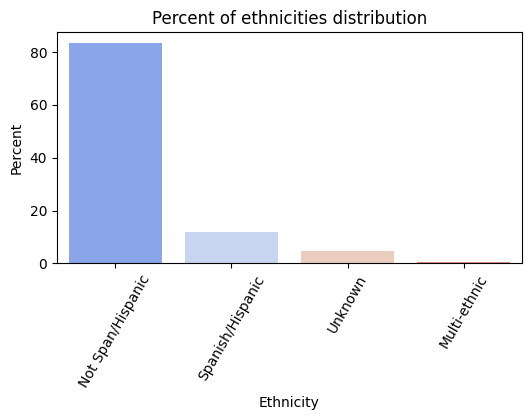 Percent of ethnicities distribution
80
60
40
20
0
Percent
Not Span/Hispanic
Spanish/Hispanic
Unknown
Multi-ethnic
Ethnicity